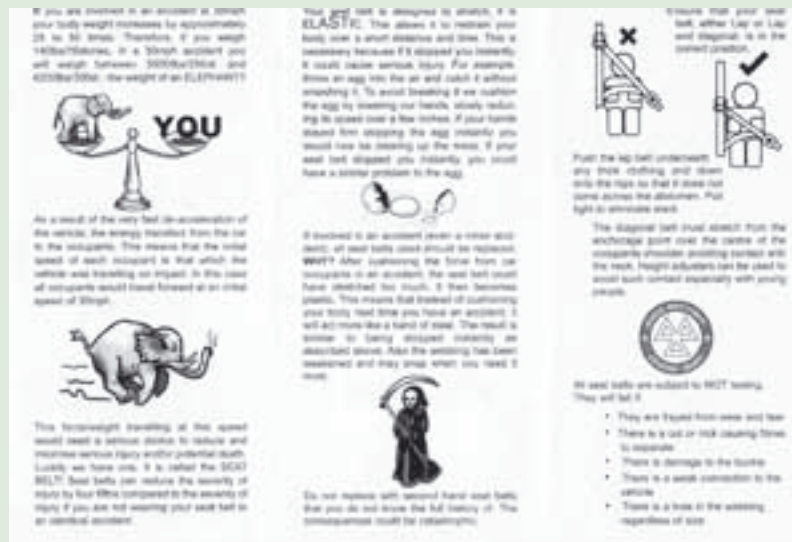 If you are involved in an accident at 30mph
your body weight increases by approximately
25 to 50 times. Therefore, if you weigh
in a 30mph accident you
will weigh between and
the weight of an ELEPHANT!!
YOU
As a result of the very fast de-acceleration of
the vehicle, the energy transfers from the car
to the occupants. This means that the initial
speed of each occupant is that which the
vehicle was travelling on impact. In this case
all occupants would travel forward at an initial
speed of 30mph.
This travelling at this speed
would need a serious to reduce and
minimise serious injury and/or potential death.
Luckily we have one. It is called the SEAT
BELT! Seat belts can reduce the severity of
injury by four fifths compared to the severity of
injury if you are not wearing your seat belt in
an identical accident.
Your seat belt is designed to stretch, it is
ELASTIC. This allows it to restrain your
body over a short distance and time. This is
necessary because if it stopped you instantly,
it could cause serious injury. For example,
throw an egg into the air and catch it without
smashing it. To avoid breaking it we cushion
the egg by lowering our hands, slowly reduc-
ing its speed over a few inches. If your hands
stayed firm stopping the egg instantly you
would now be clearing up the mess. If your
seat belt stopped you instantly, you could
have a similar problem to the egg.
If involved in an accident (even a minor acci-
dent), all seat belts used should be replaced.
WHY? After cushioning the force from car
occupants in an accident, the seat belt could
have stretched too much. It then becomes
plastic. This means that instead of cushioning
your body next time you have an accident, it
will act more like a band of steel. The result is
similar to being stopped instantly as
described above. Also the webbing has been
weakened and may snap when you need it
most.
Do not replace with second hand seat belts
that you do not know the full history of. The
consequences could be catastrophic.
Ensure that your seat
belt, either Lap or Lap
and diagonal, is in the
correct position.
Push the lap belt underneath
any thick clothing and down
onto the hips so that it does not
come across the abdomen. Pull
tight to eliminate slack.
The diagonal belt must stretch from the
anchorage point over the centre of the
occupants shoulder avoiding contact with
the neck. Height adjusters can be used to
avoid such contact especially with young
people.
All seat belts are subject to MOT testing.
They will fail if:
• They are frayed from wear and tear
• There is a cut or nick causing fibres
to separate
• There is damage to the buckle
• There is a weak connection to the
vehicle
• There is a hole in the webbing
regardless of size